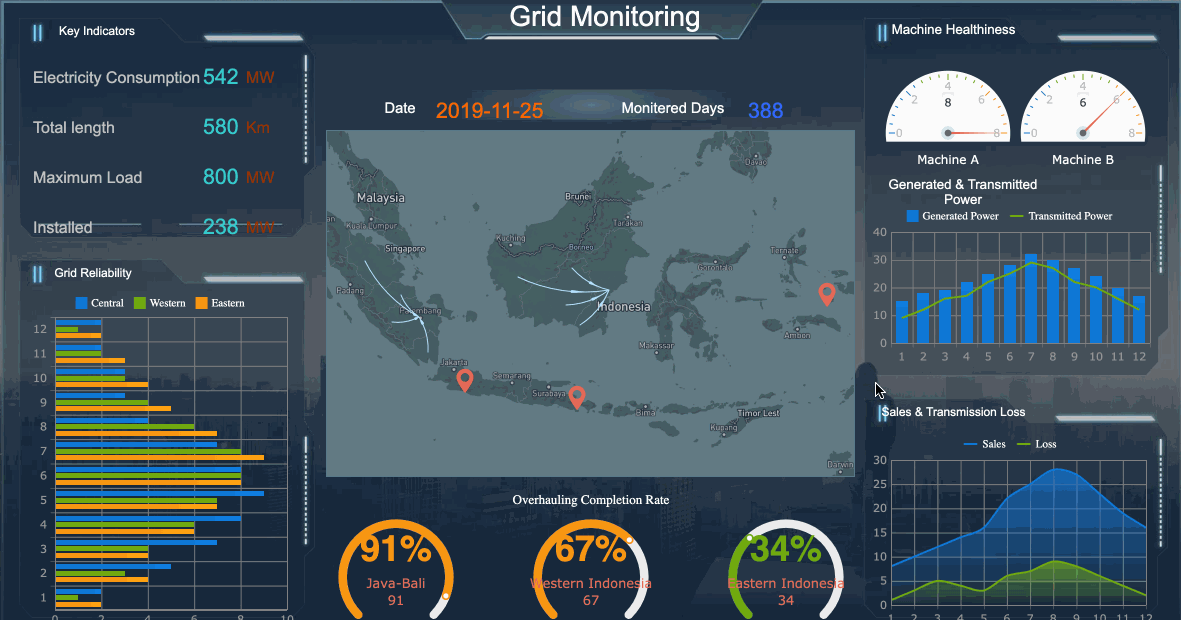 Grid Monitoring
Key Indicators
Electricity Consumption 542 MW
Total length 580 Km
Maximum Load 800 MW
Installed 238 MW
Grid Reliability
Central Western Eastern
12
11
10
9
8
7
6
5
4
3
2
1
0 2 4 6 8 10
Date 2019-11-25 Monitered Days 388
Davao
Malaysia
Brunei
Kuala Lumpur
Tarakan
Kuching
Singapore
Borneo
Ternate
Gorontalo
Padang
Palembang
Indonesia
Ambon
Makassar
Jakarta
Semarang
Surabaya
Bima
Timor Lest
Kupang
Darwin
Overhauling Completion Rate
91%
Java-Bali
91
67%
Western Indonesia
67
34%
Eastern Indonesia
34
Machine Healthiness
0 2 4 6 8
8
Machine A
0 2 4 6 8
6
Machine B
Generated & Transmitted
Power
Generated Power Transmitted Power
40
30
20
10
0
1 2 3 4 5 6 7 8 9 10 11 12
Sales & Transmission Loss
Sales Loss
30
25
20
15
10
5
0
1 2 3 4 5 6 7 8 9 10 11 12